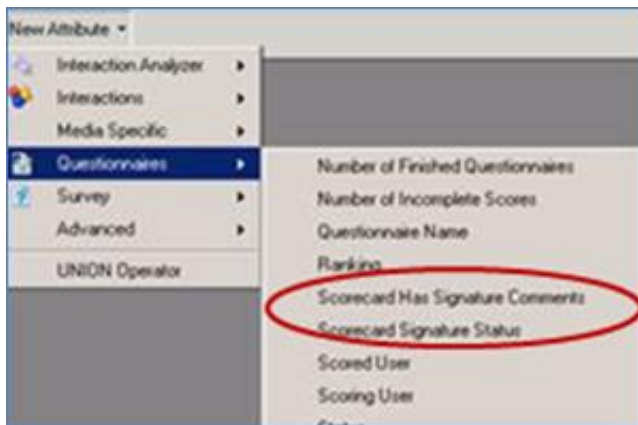 New Attribute
Interaction Analyzer
Interactions
Media Specific
Questionnaires
Survey
Advanced
UNION Operator
Number of Finished Questionnaires
Number of Incomplete Scores
Questionnaire Name
Ranking
Scorecard Has Signature Comments
Scorecard Signature Status
Scored User
Scoring User